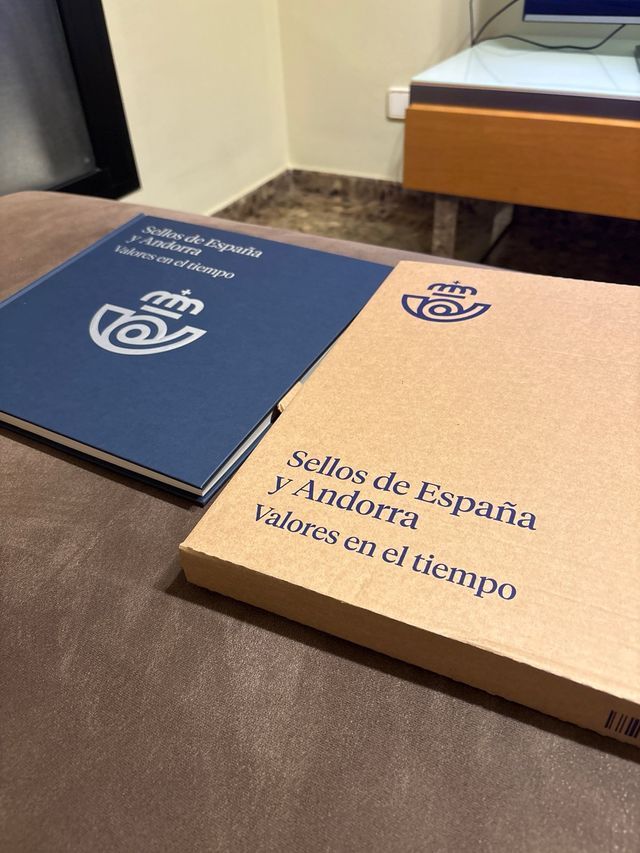 Sellos de España
y Andorra
Valores en el tiempo
Sellos de España
y Andorra
Valores en el tiempo